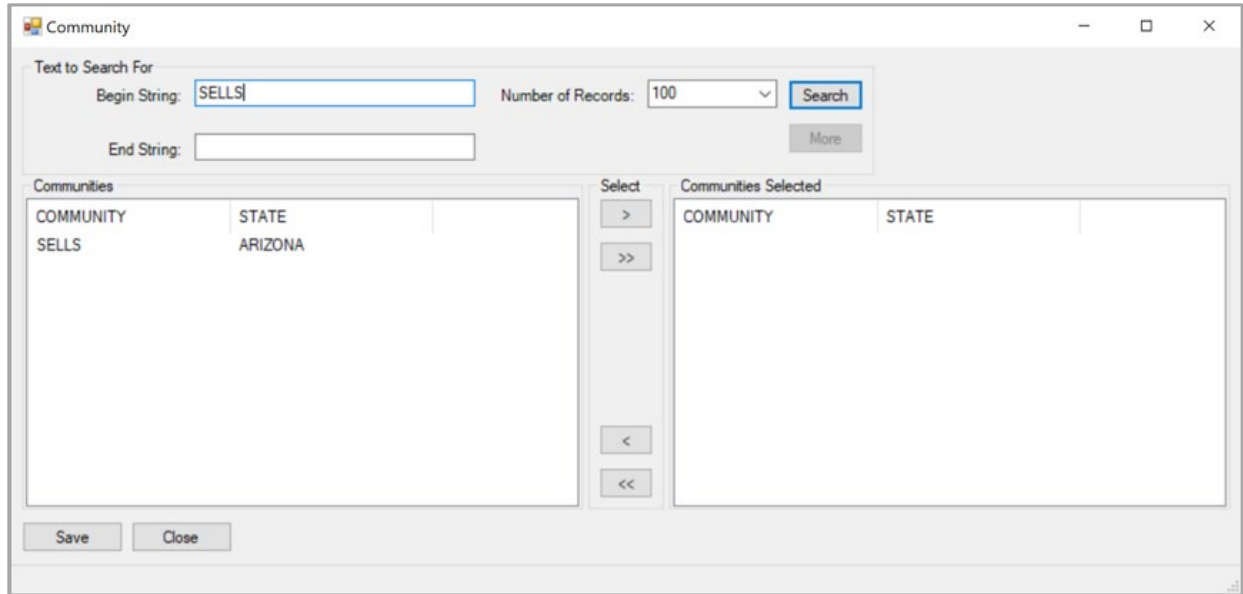 Community
Text to Search For
Begin String: SELLS Number of Records: 100 Search
End String: More
Communities Select Communities Selected
COMMUNITY STATE > COMMUNITY STATE
SELLS ARIZONA
>>
<
<<
Save Close